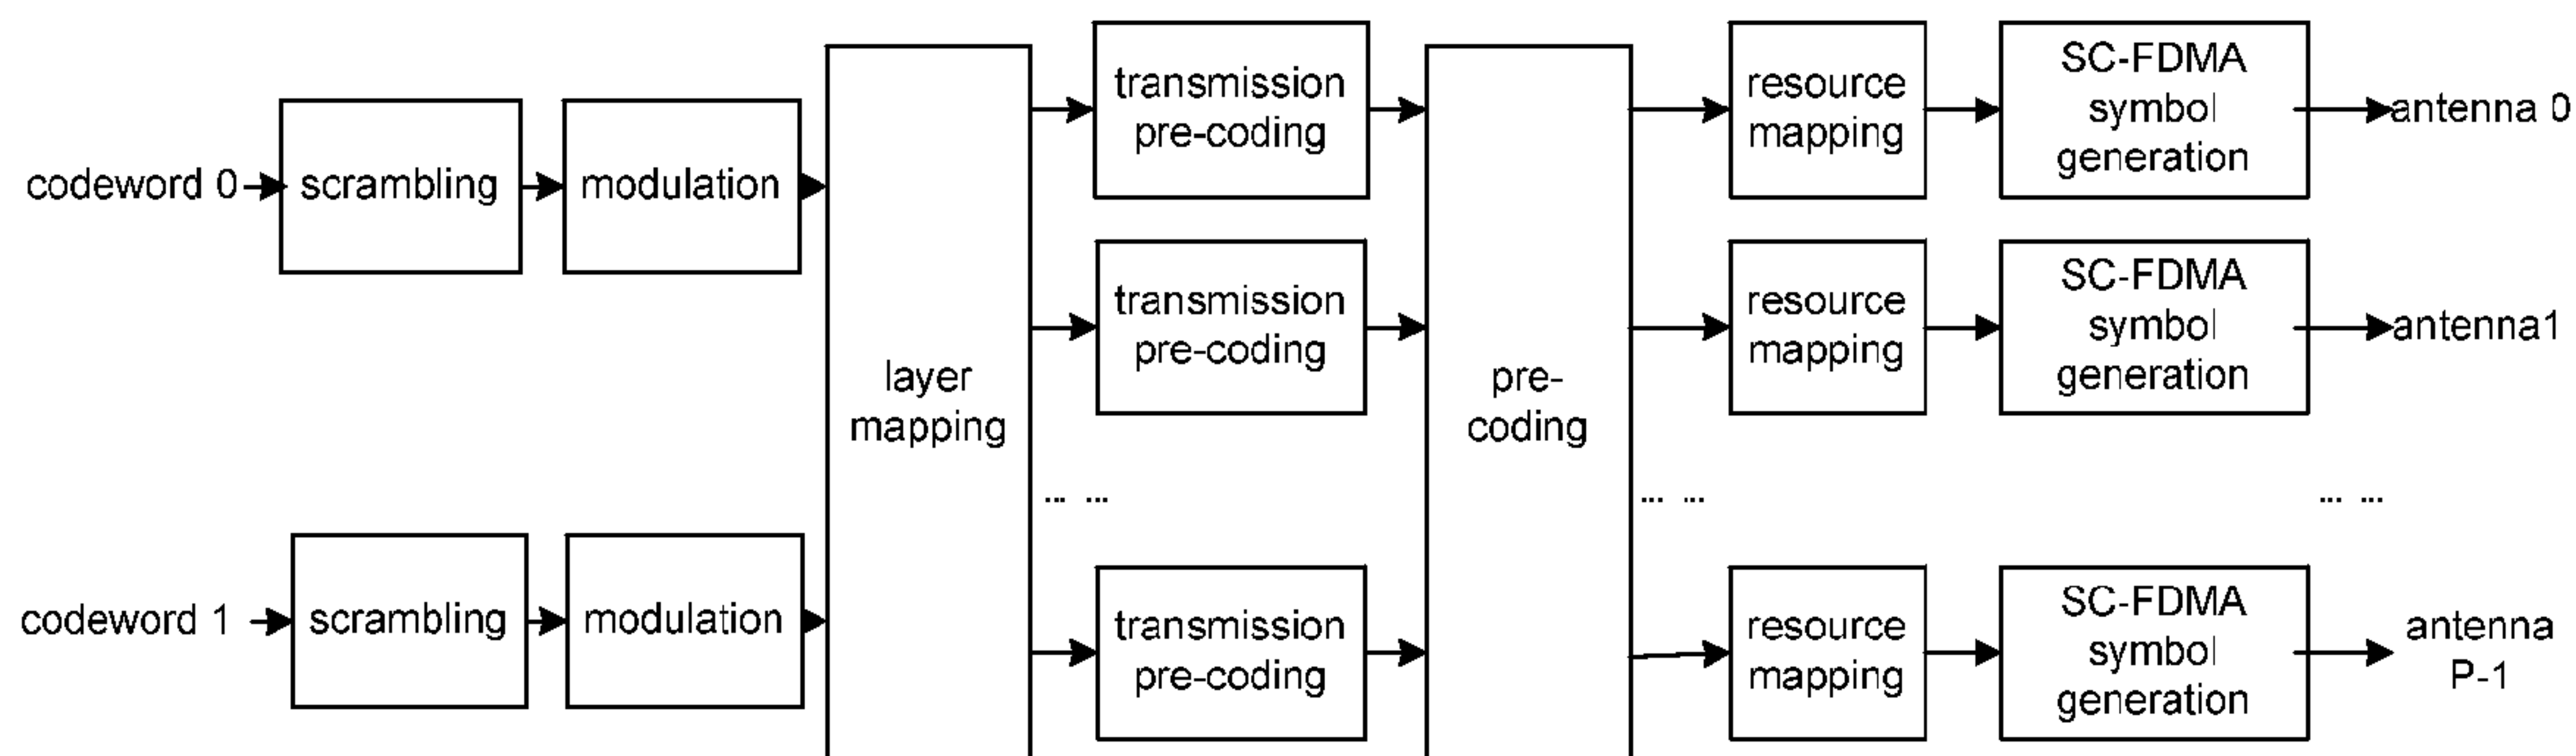 codeword 0
scrambling
modulation
layer
mapping
transmission
pre-coding
pre-
coding
resource
mapping
SC-FDMA
symbol
generation
antenna 0
transmission
pre-coding
resource
mapping
SC-FDMA
symbol
generation
antenna1
... ...
... ...
... ...
codeword 1
scrambling
modulation
transmission
pre-coding
resource
mapping
SC-FDMA
symbol
generation
antenna
P-1